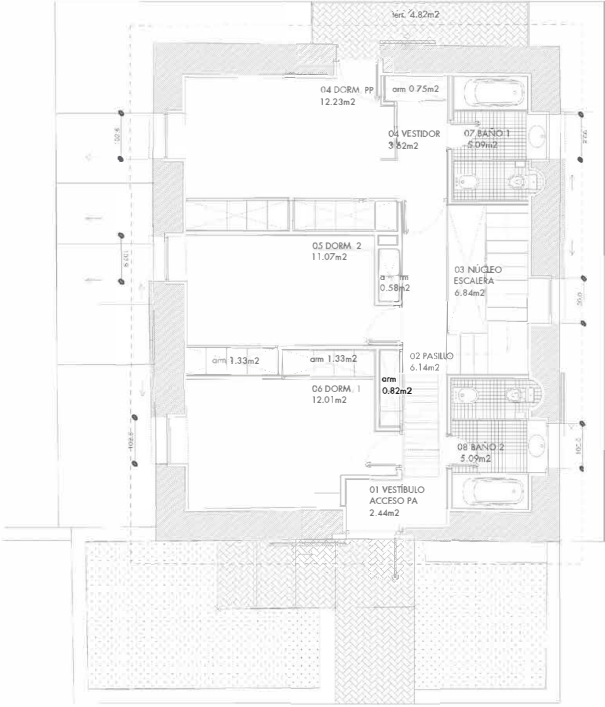 terr. 4.82m2
04 DORM. PP
12.23m2
arm 0.75m2
04 VESTIDOR
3.62m2
07 BAÑO 1
5.09m2
05 DORM. 2
11.07m2
arm
0.58m2
03 NÚCLEO
ESCALERA
6.84m2
arm 1.33m2
arm 1.33m2
02 PASILLO
6.14m2
arm
0.82m2
06 DORM. 1
12.01m2
08 BAÑO 2
5.09m2
01 VESTÍBULO
ACCESO PA
2.44m2